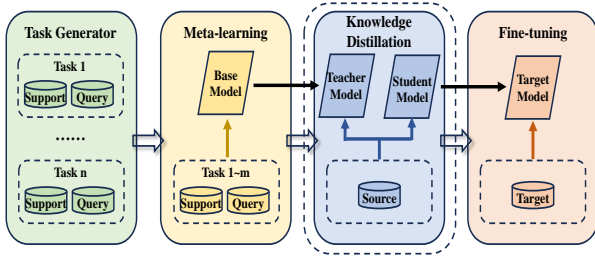 Task Generator
Task 1
Support
Query
......
Task n
Support
Query
Meta-learning
Base
Model
Task 1~m
Support
Query
Knowledge
Distillation
Teacher
Model
Student
Model
Source
Fine-tuning
Target
Model
Target